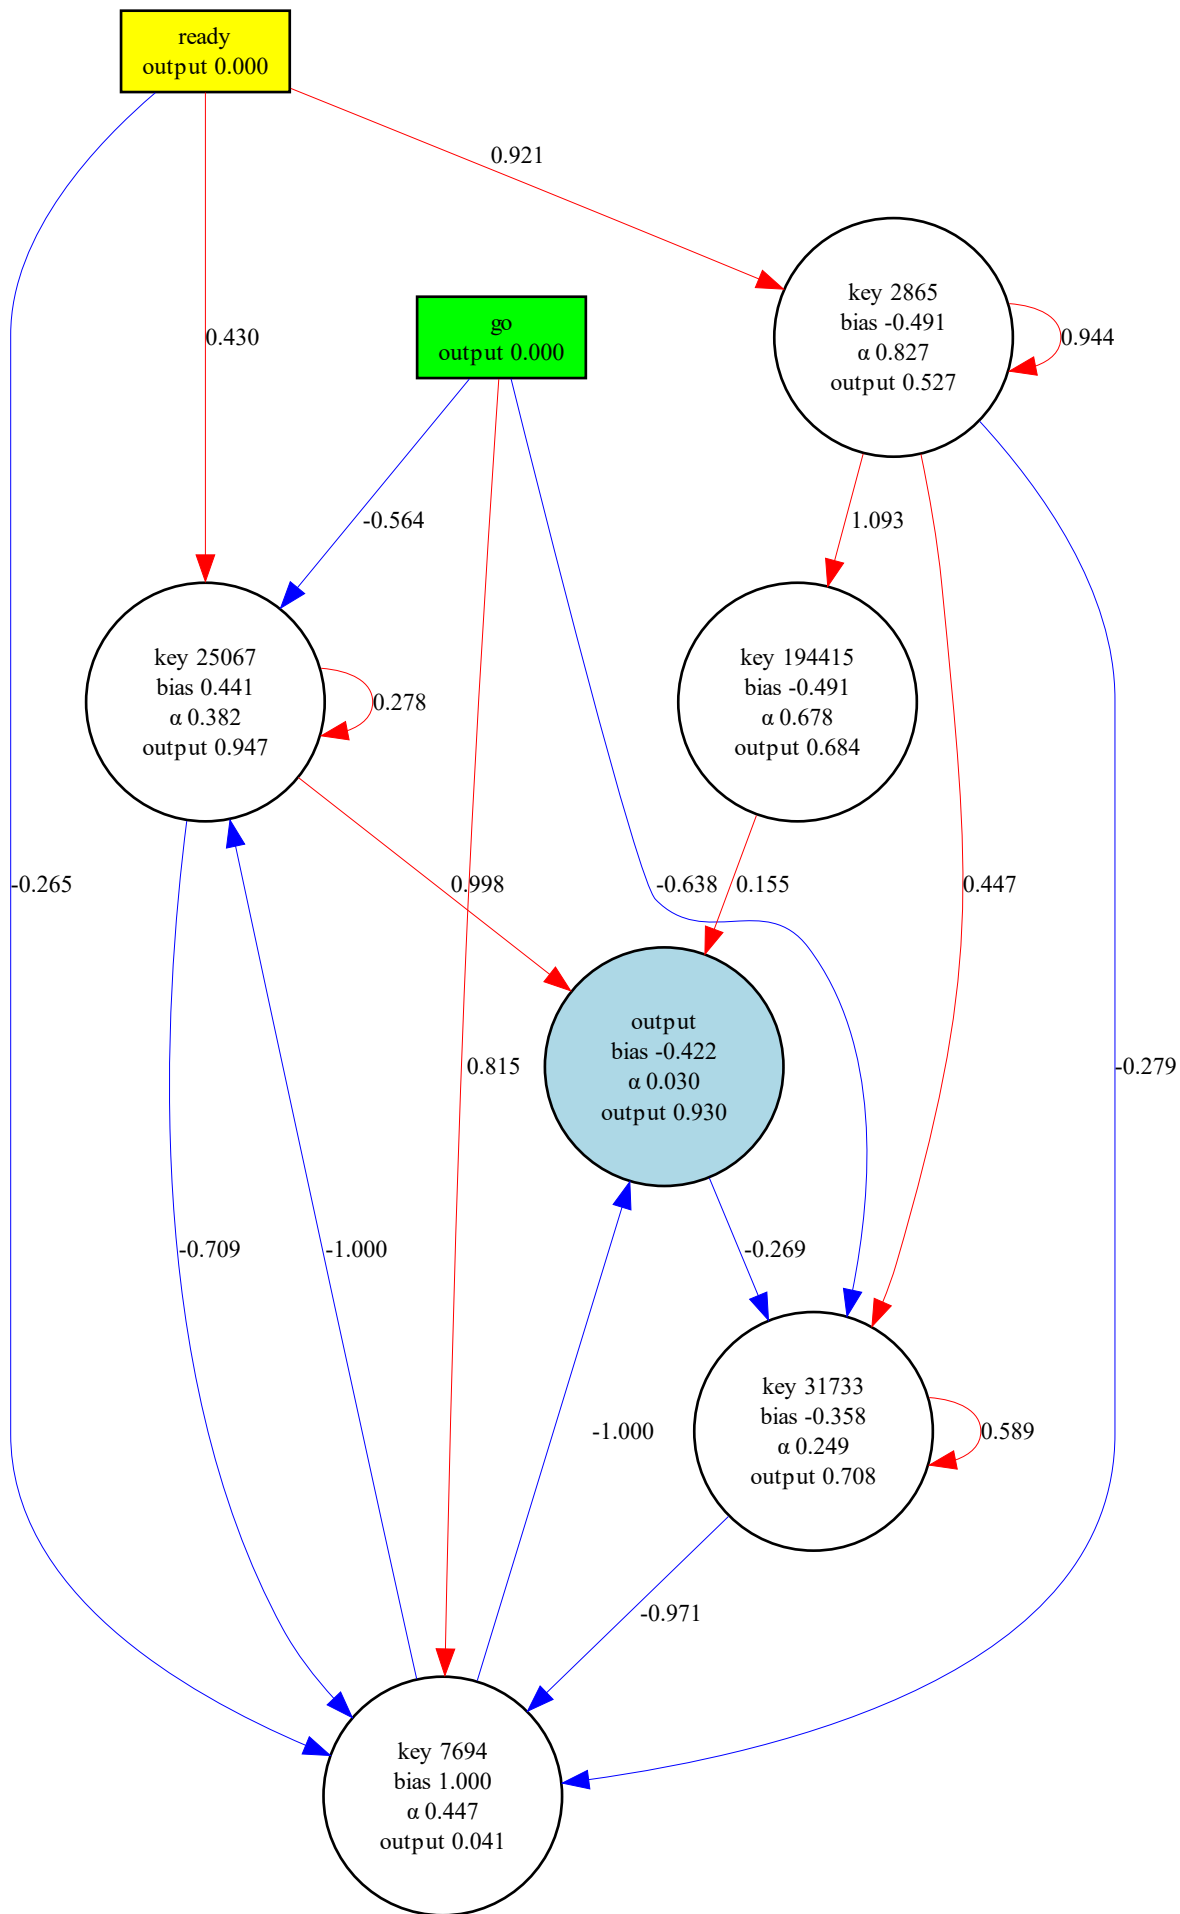 ready
output 0.000
0.921
key 2865
bias -0.491
α 0.827
output 0.527
0.944
go
output 0.000
0.430
-0.564
1.093
key 25067
bias 0.441
α 0.382
output 0.947
0.278
key 194415
bias -0.491
α 0.678
output 0.684
-0.265
0.998
-0.638
0.155
0.447
output
bias -0.422
α 0.030
output 0.930
0.815
-0.279
-0.709
-1.000
-0.269
key 31733
bias -0.358
α 0.249
output 0.708
0.589
-1.000
-0.971
key 7694
bias 1.000
α 0.447
output 0.041